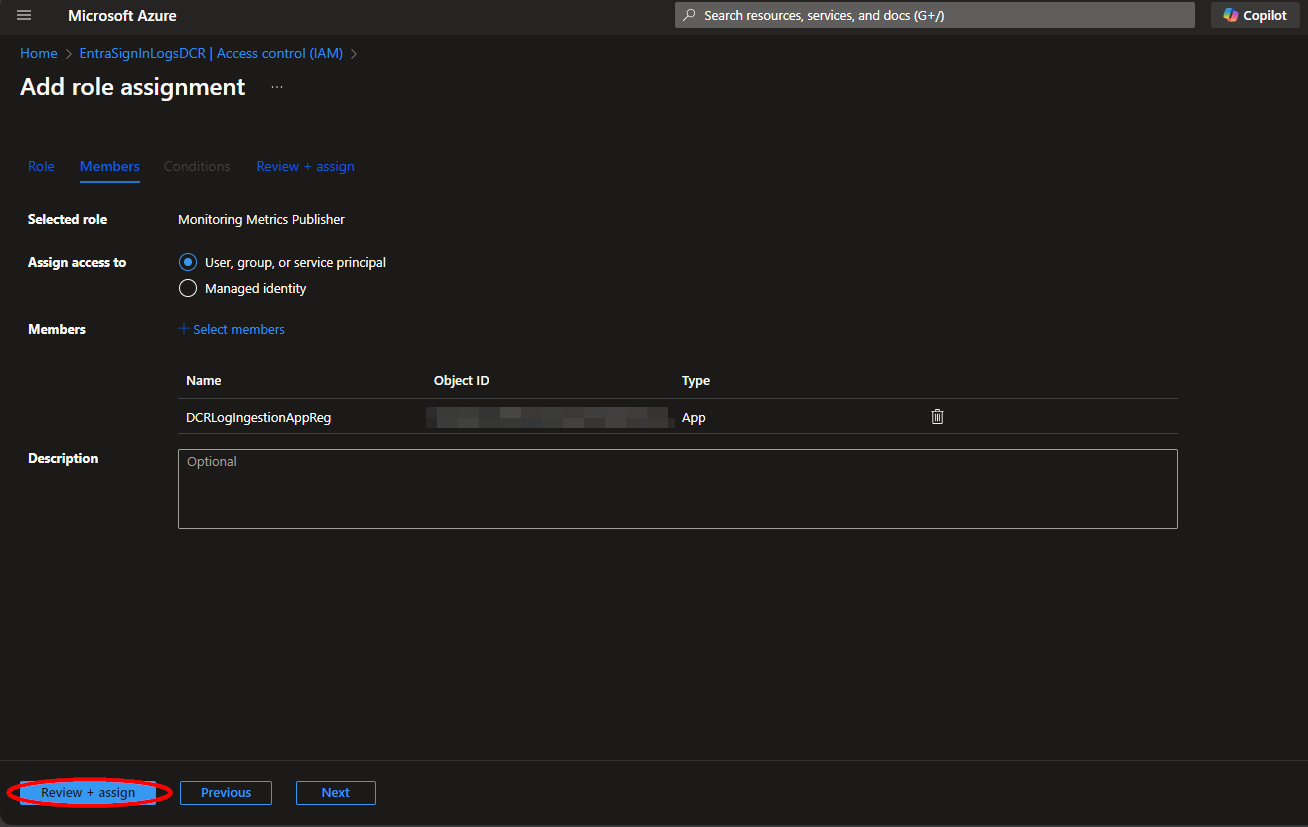 Microsoft Azure
Search resources, services, and docs (G+/)
Copilot
Home > EntraSignInLogsDCR | Access control (IAM) >
Add role assignment ...
Role Members Conditions Review + assign
Selected role Monitoring Metrics Publisher
Assign access to User, group, or service principal
Managed identity
Members + Select members
Name Object ID Type
DCRLogIngestionAppReg App
Description Optional
Review + assign Previous Next